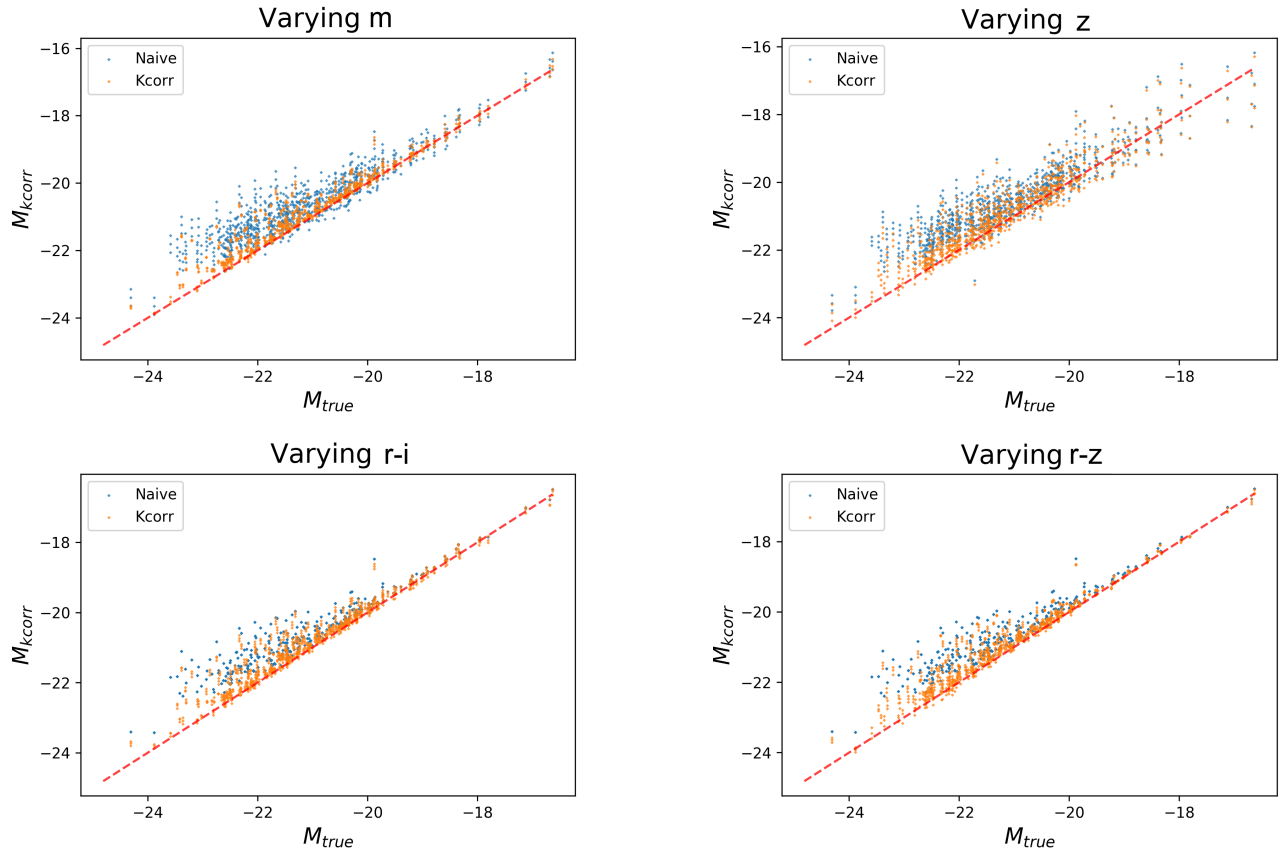 Varying m
Naive
Kcorr
−16
−18
−20
−22
−24
M_kcorr
−24
−22
−20
−18
M_true
Varying z
Naive
Kcorr
−16
−18
−20
−22
−24
M_kcorr
−24
−22
−20
−18
M_true
Varying r-i
Naive
Kcorr
−18
−20
−22
−24
M_kcorr
−24
−22
−20
−18
M_true
Varying r-z
Naive
Kcorr
−18
−20
−22
−24
M_kcorr
−24
−22
−20
−18
M_true